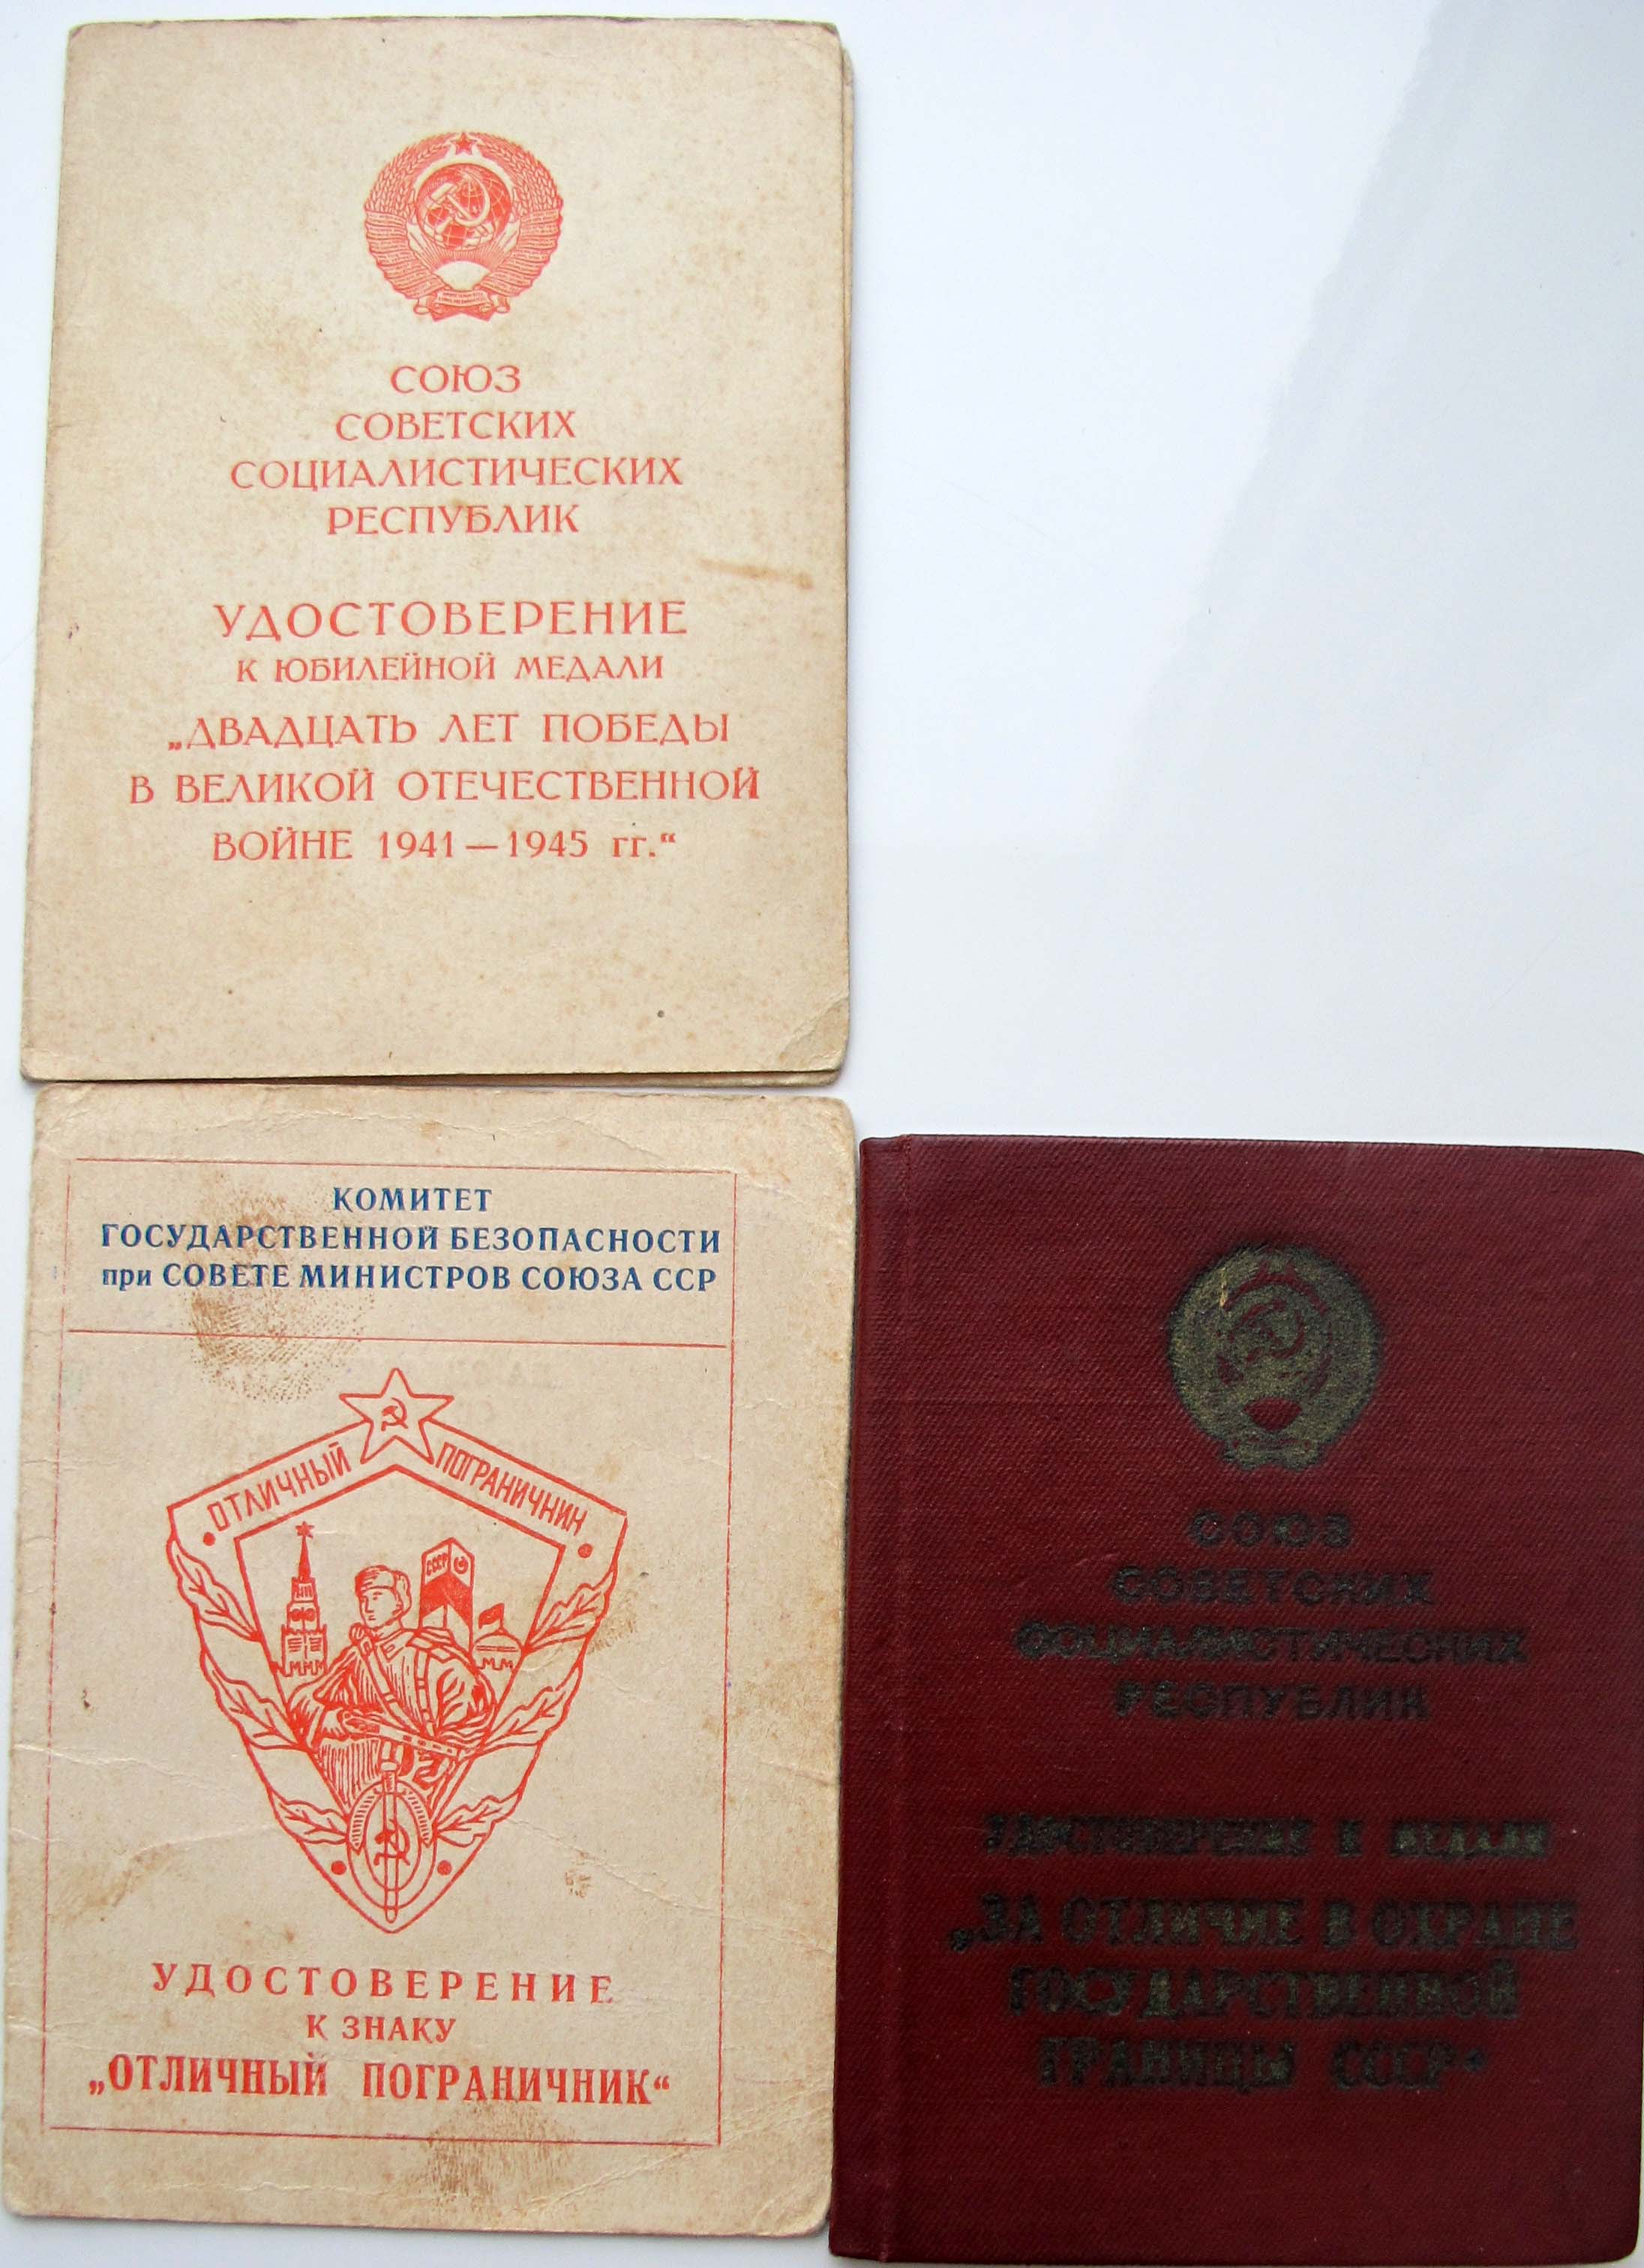 СОЮЗ
СОВЕТСКИХ
СОЦИАЛИСТИЧЕСКИХ
РЕСПУБЛИК
УДОСТОВЕРЕНИЕ
К ЮБИЛЕЙНОЙ МЕДАЛИ
„ДВАДЦАТЬ ЛЕТ ПОБЕДЫ
В ВЕЛИКОЙ ОТЕЧЕСТВЕННОЙ
ВОЙНЕ 1941—1945 гг.“
КОМИТЕТ
ГОСУДАРСТВЕННОЙ БЕЗОПАСНОСТИ
при СОВЕТЕ МИНИСТРОВ СОЮЗА ССР
ОТЛИЧНЫЙ ПОГРАНИЧНИК
СССР
УДОСТОВЕРЕНИЕ
К ЗНАКУ
„ОТЛИЧНЫЙ ПОГРАНИЧНИК“
СОЮЗ
СОВЕТСКИХ
СОЦИАЛИСТИЧЕСКИХ
РЕСПУБЛИК
УДОСТОВЕРЕНИЕ К МЕДАЛИ
„ЗА ОТЛИЧИЕ В ОХРАНЕ
ГОСУДАРСТВЕННОЙ
ГРАНИЦЫ СССР“